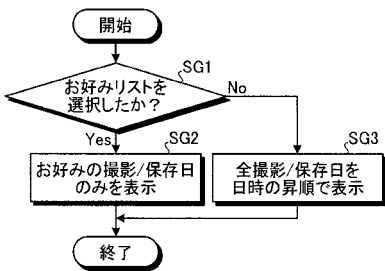 開始
SG1
お好みリストを
選択したか？
No
Yes
SG2
SG3
お好みの撮影/保存日
のみを表示
全撮影/保存日を
日時の昇順で表示
終了